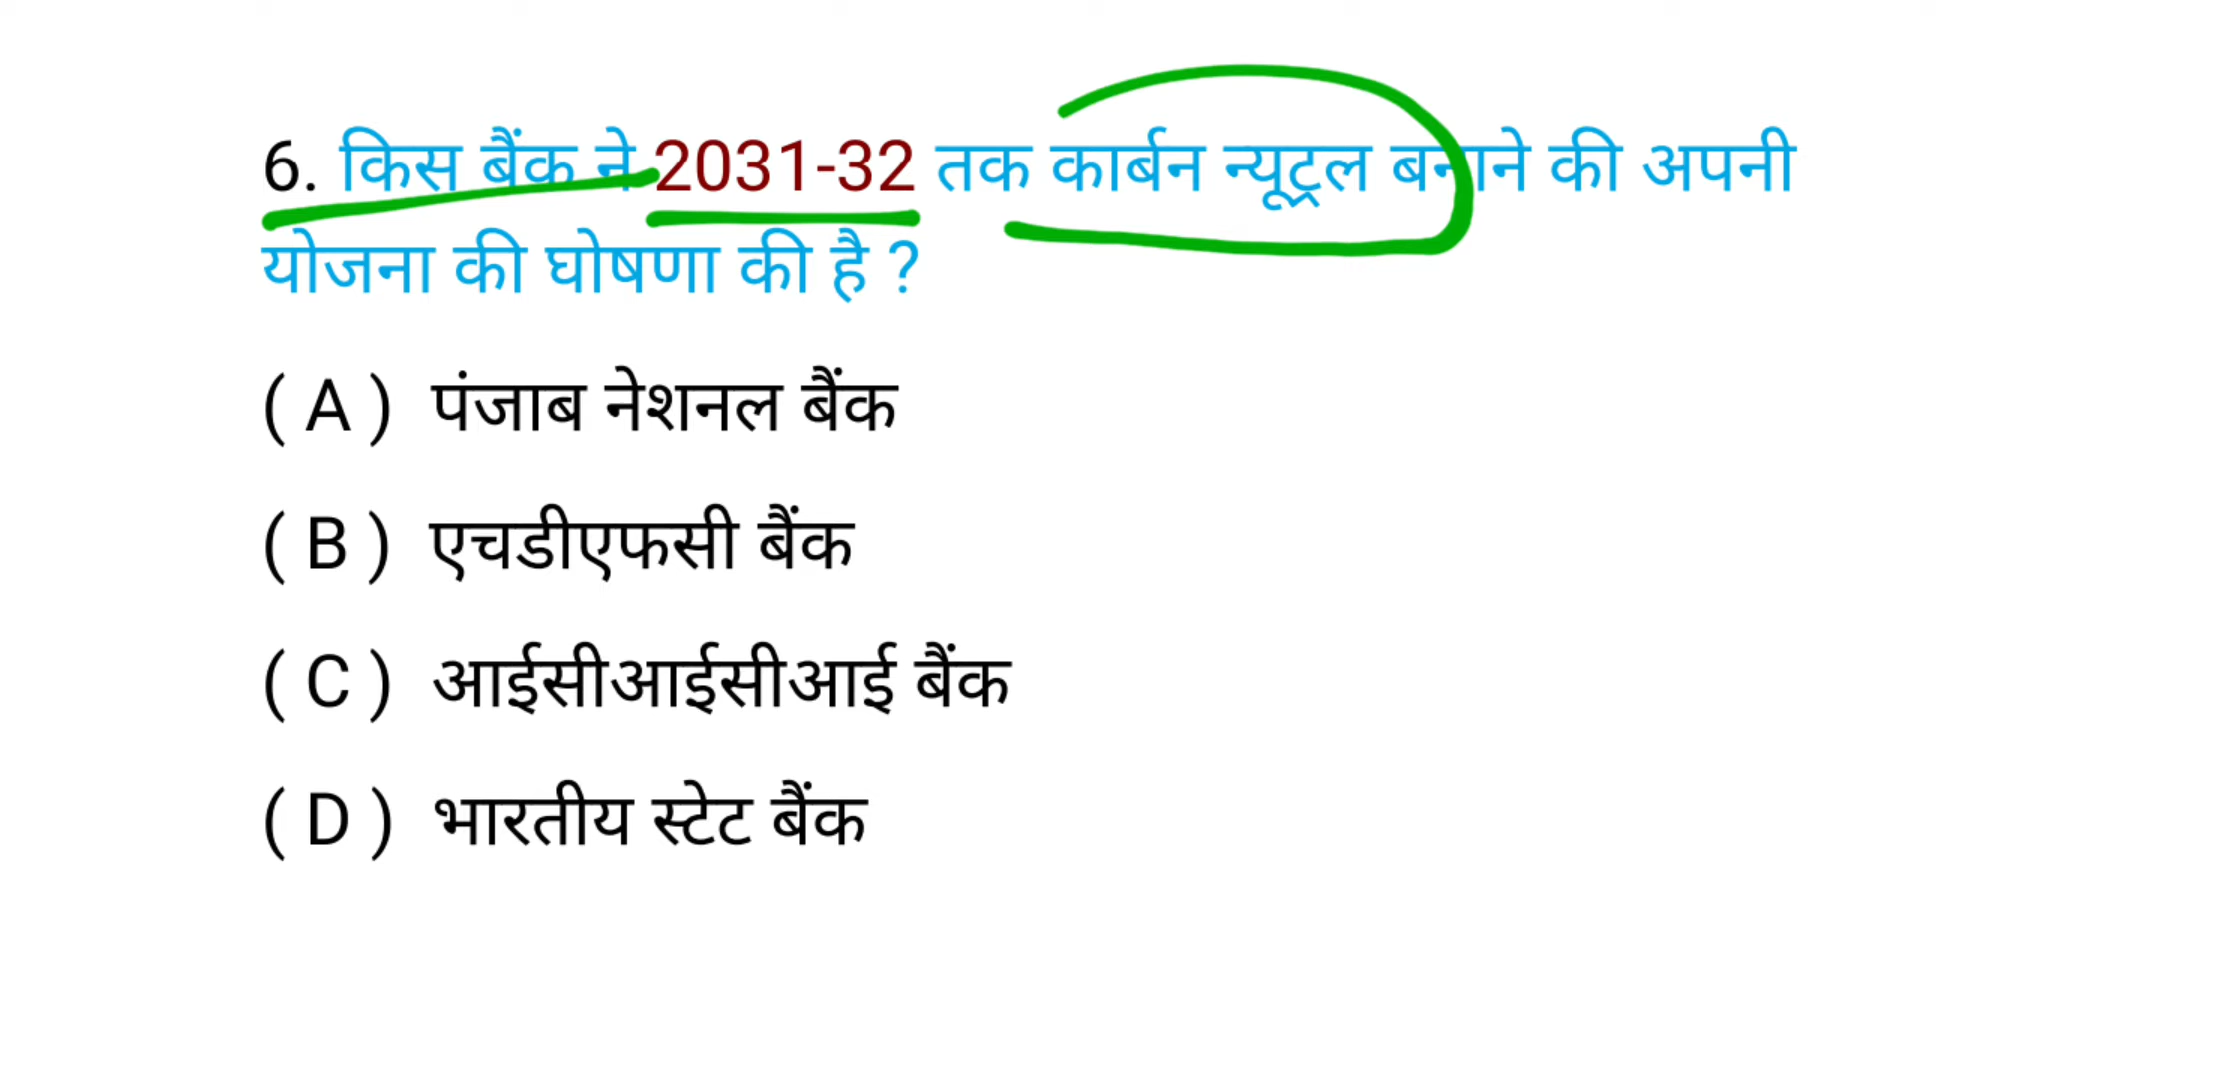 6. किस बैंक ने 2031-32 तक कार्बन न्यूट्रल बनाने की अपनी
योजना की घोषणा की है ?
( A ) पंजाब नेशनल बैंक
( B ) एचडीएफसी बैंक
( C ) आईसीआईसीआई बैंक
( D ) भारतीय स्टेट बैंक